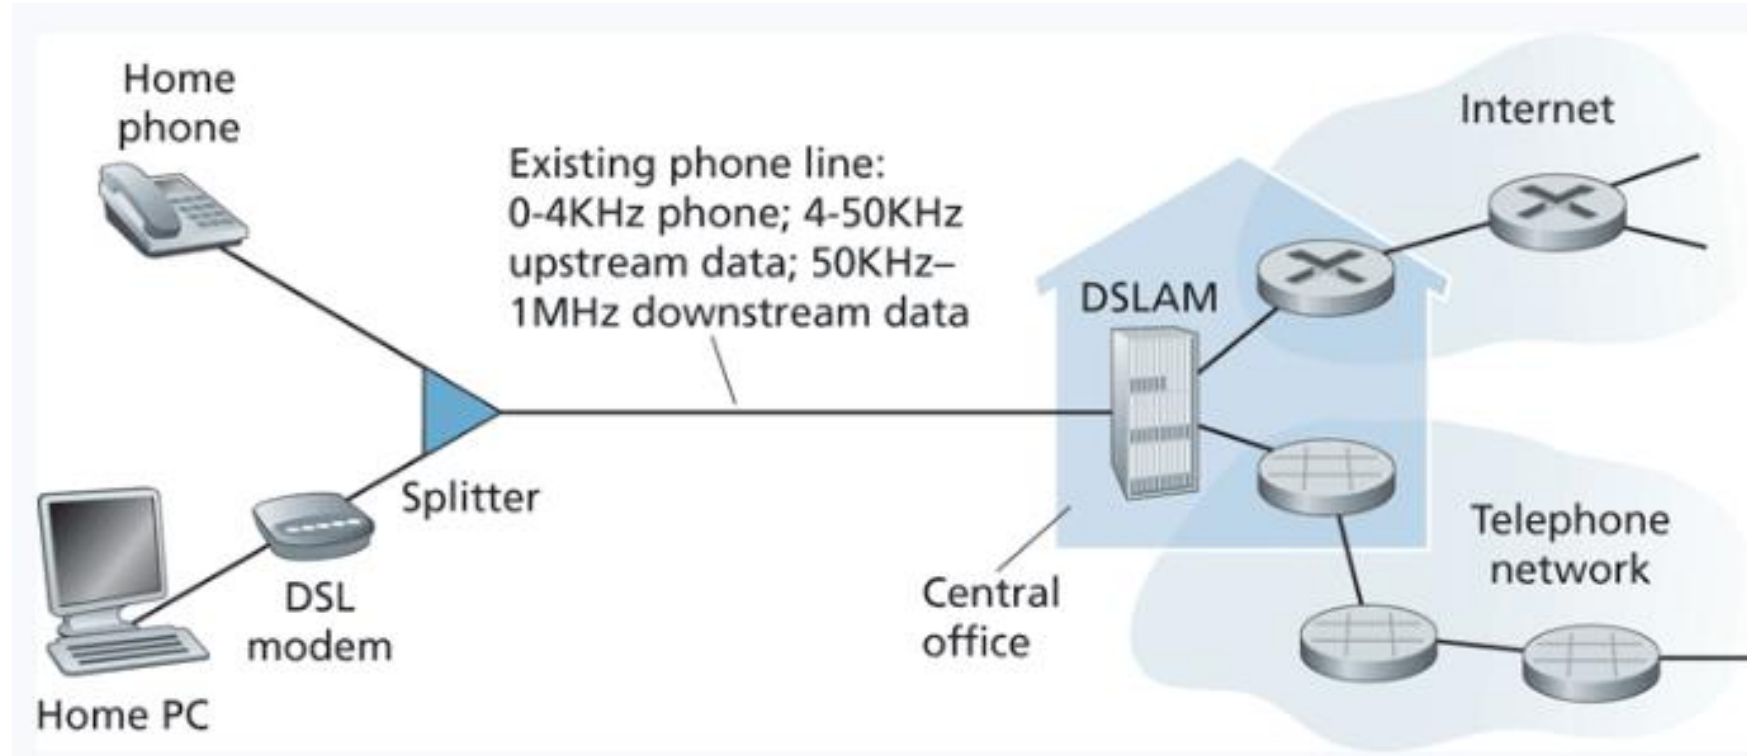 Home
phone
Existing phone line:
0-4KHz phone; 4-50KHz
upstream data; 50KHz–
1MHz downstream data
Internet
DSLAM
Splitter
DSL
modem
Home PC
Central
office
Telephone
network